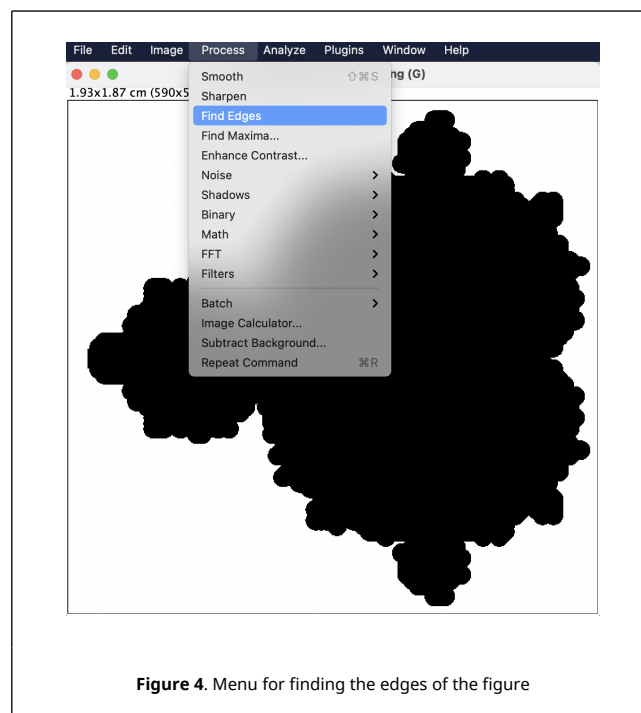 File Edit Image Process Analyze Plugins Window Help
ng (G)
1.93x1.87 cm (590x5
Smooth ⇧⌘S
Sharpen
Find Edges
Find Maxima...
Enhance Contrast...
Noise
Shadows
Binary
Math
FFT
Filters
Batch
Image Calculator...
Subtract Background...
Repeat Command ⌘R
Figure 4. Menu for finding the edges of the figure